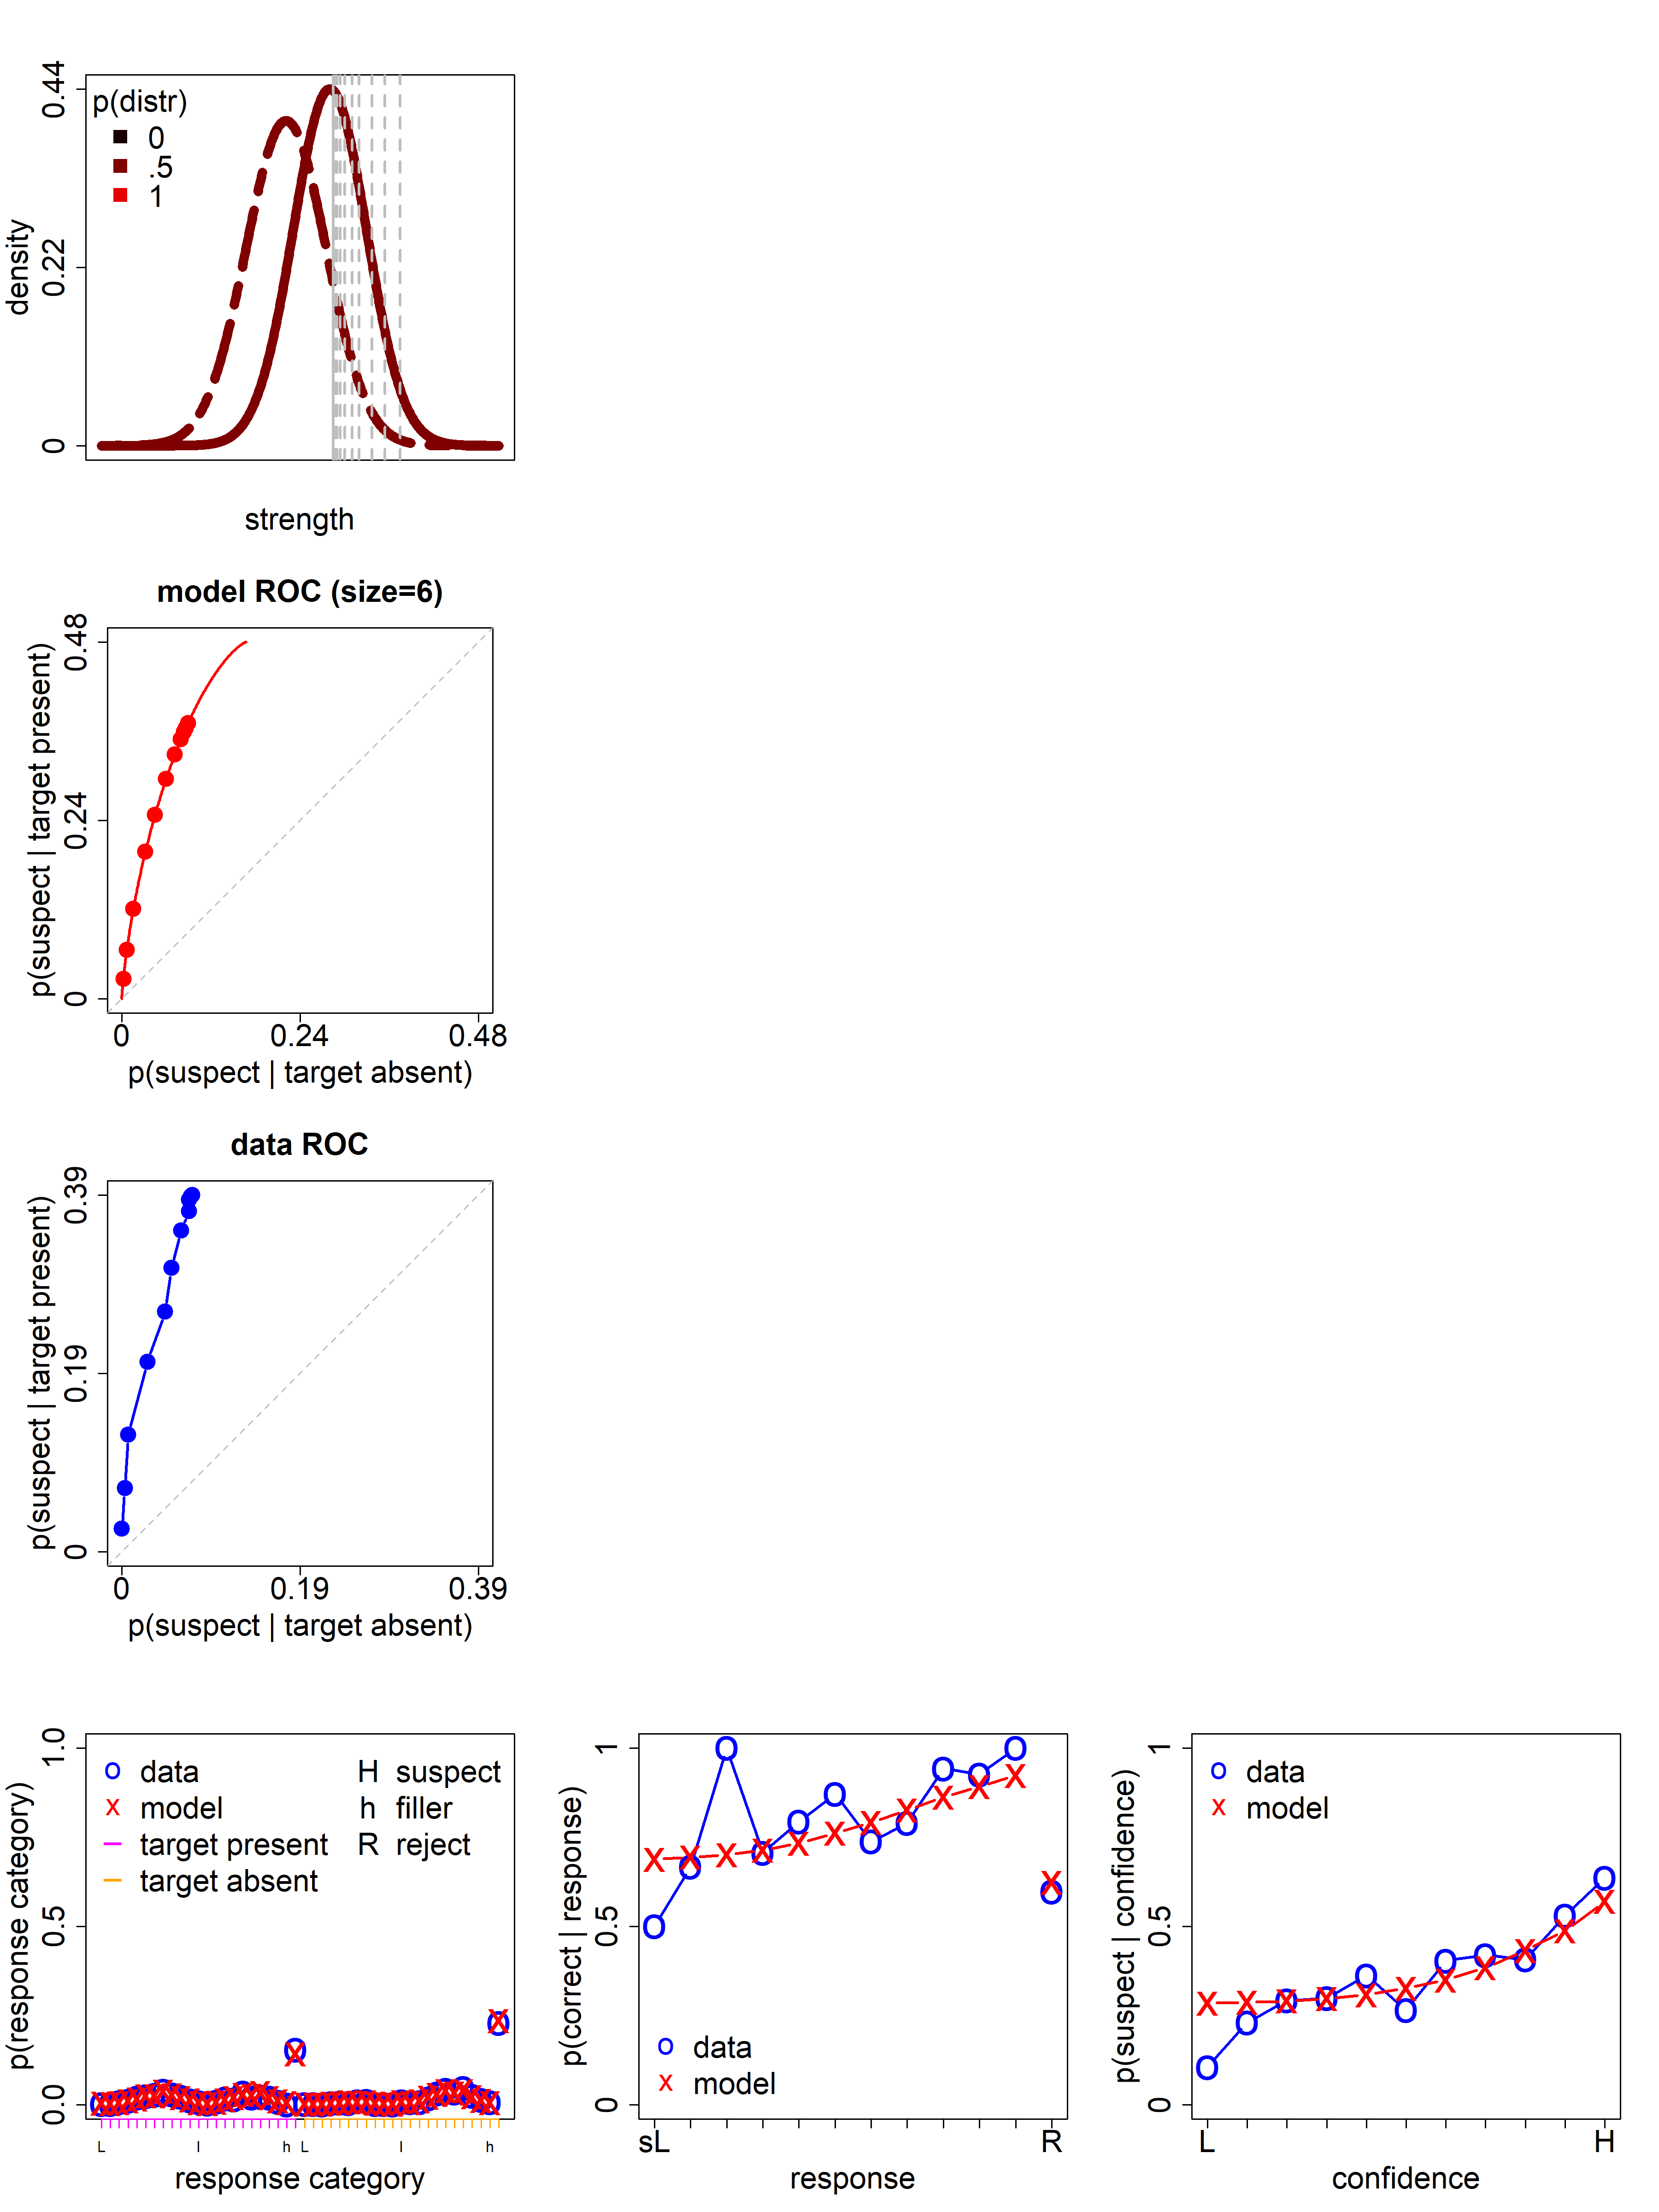 0.44
0.22
0
density
p(distr)
0
.5
1
strength
model ROC (size=6)
0.48
0.24
0
p(suspect | target present)
0
0.24
0.48
p(suspect | target absent)
data ROC
0.39
0.19
0
p(suspect | target present)
0
0.19
0.39
p(suspect | target absent)
1.0
0.5
0.0
p(response category)
data
model
target present
target absent
H suspect
h filler
R reject
L
l
h
L
l
h
response category
1
0.5
0
p(correct | response)
data
model
sL
R
response
1
0.5
0
p(suspect | confidence)
data
model
L
H
confidence